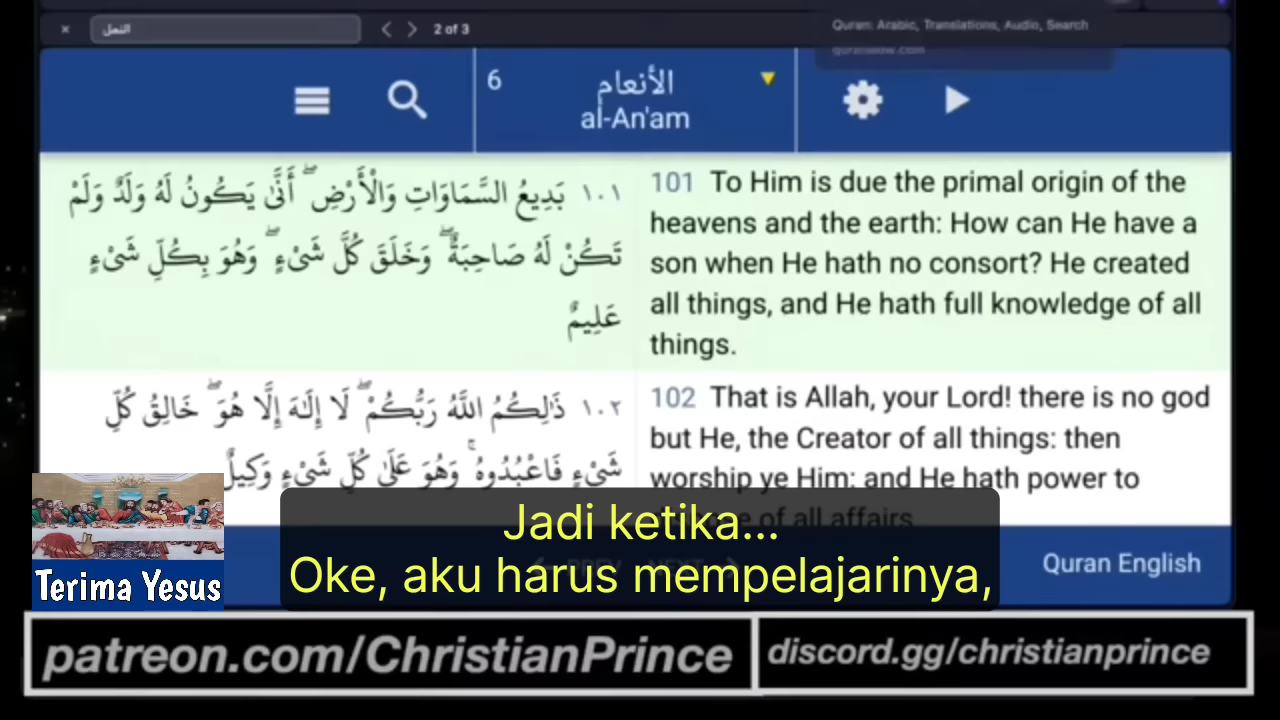 النمل
2 of 3
Quran: Arabic, Translations, Audio, Search
6
الأنعام
al-An'am
١٠١ بَدِيعُ السَّمَاوَاتِ وَالْأَرْضِ ۖ أَنَّىٰ يَكُونُ لَهُ وَلَدٌ وَلَمْ
تَكُنْ لَهُ صَاحِبَةٌ ۖ وَخَلَقَ كُلَّ شَيْءٍ ۖ وَهُوَ بِكُلِّ شَيْءٍ
عَلِيمٌ
101 To Him is due the primal origin of the
heavens and the earth: How can He have a
son when He hath no consort? He created
all things, and He hath full knowledge of all
things.
١٠٢ ذَٰلِكُمُ اللَّهُ رَبُّكُمْ ۖ لَا إِلَٰهَ إِلَّا هُوَ ۖ خَالِقُ كُلِّ
شَيْءٍ فَاعْبُدُوهُ ۚ وَهُوَ عَلَىٰ كُلِّ شَيْءٍ وَكِيلٌ
102 That is Allah, your Lord! there is no god
but He, the Creator of all things: then
worship ye Him: and He hath power to
of all affairs
Jadi ketika...
Oke, aku harus mempelajarinya,
Quran English
Terima Yesus
patreon.com/ChristianPrince
discord.gg/christianprince